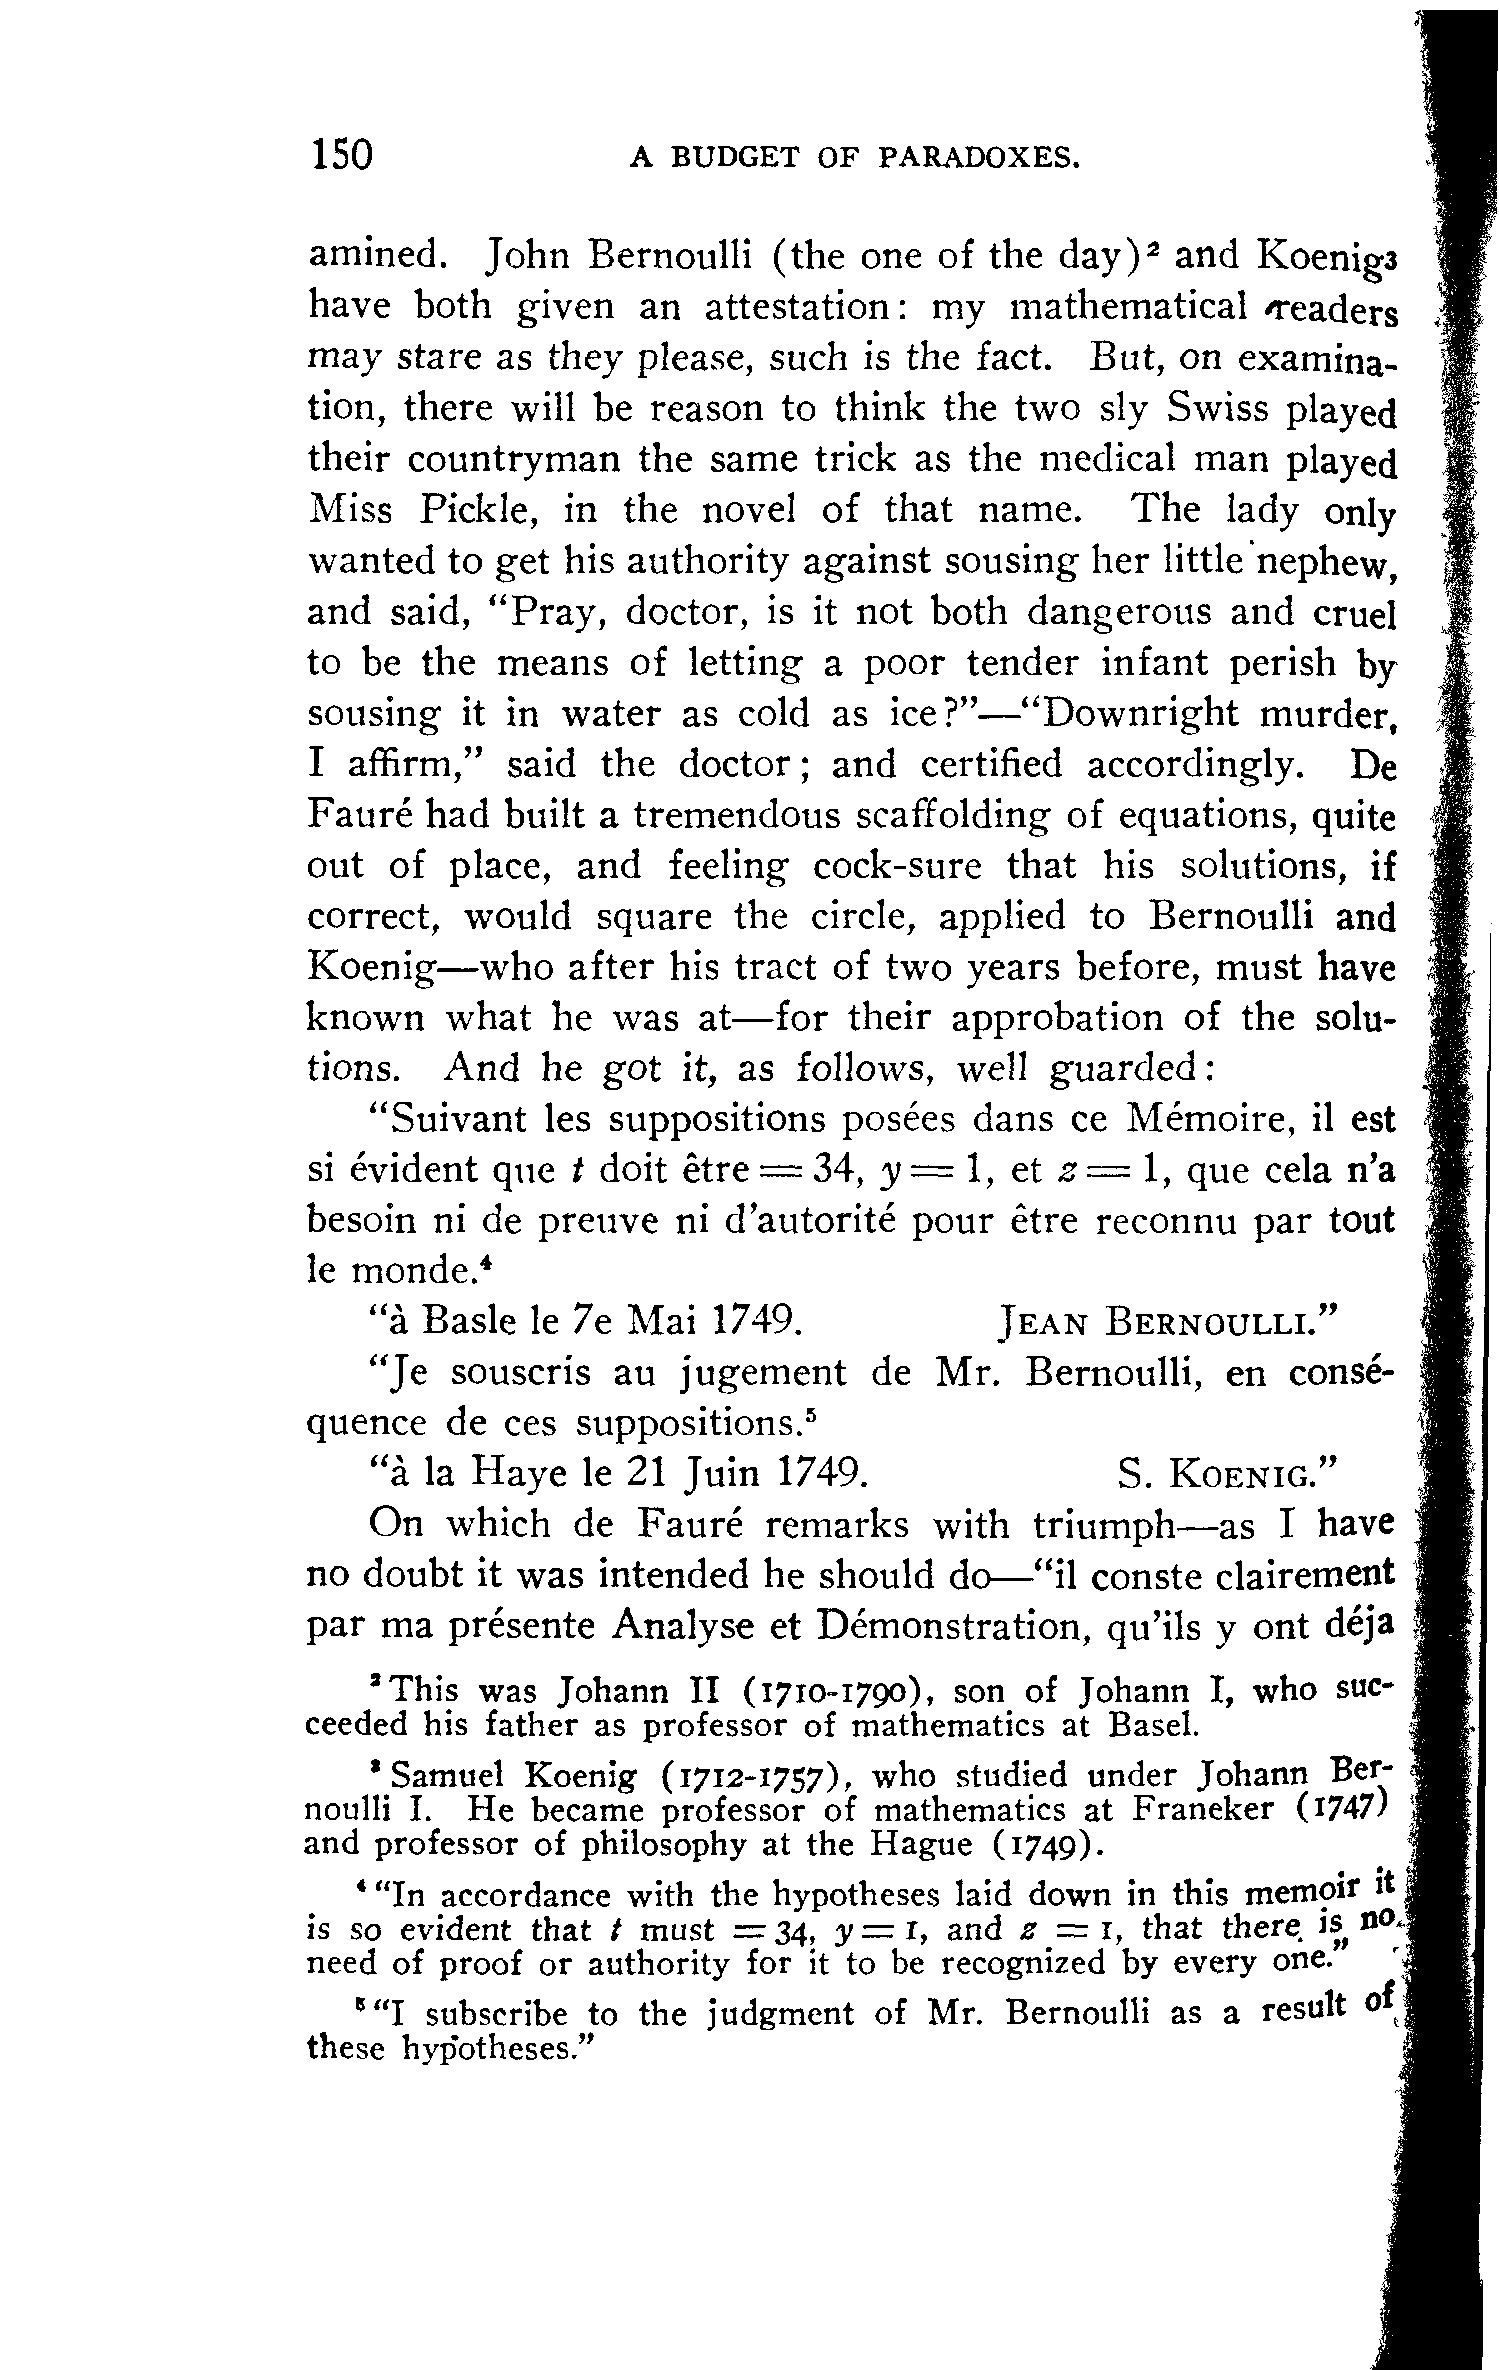 150 A BUDGET OF PARADOXES.
amined. John Bernoulli (the one of the day)² and Koenig³
have both given an attestation: my mathematical readers
may stare as they please, such is the fact. But, on examina-
tion, there will be reason to think the two sly Swiss played
their countryman the same trick as the medical man played
Miss Pickle, in the novel of that name. The lady only
wanted to get his authority against sousing her little nephew,
and said, “Pray, doctor, is it not both dangerous and cruel
to be the means of letting a poor tender infant perish by
sousing it in water as cold as ice?”—“Downright murder,
I affirm,” said the doctor; and certified accordingly. De
Fauré had built a tremendous scaffolding of equations, quite
out of place, and feeling cock-sure that his solutions, if
correct, would square the circle, applied to Bernoulli and
Koenig—who after his tract of two years before, must have
known what he was at—for their approbation of the solu-
tions. And he got it, as follows, well guarded:
“Suivant les suppositions posées dans ce Mémoire, il est
si évident que t doit être = 34, y = 1, et z = 1, que cela n’a
besoin ni de preuve ni d’autorité pour être reconnu par tout
le monde.⁴
“à Basle le 7e Mai 1749. JEAN BERNOULLI.”
“Je souscris au jugement de Mr. Bernoulli, en consé-
quence de ces suppositions.⁵
“à la Haye le 21 Juin 1749. S. KOENIG.”
On which de Fauré remarks with triumph—as I have
no doubt it was intended he should do—“il conste clairement
par ma présente Analyse et Démonstration, qu’ils y ont déja
² This was Johann II (1710-1790), son of Johann I, who suc-
ceeded his father as professor of mathematics at Basel.
³ Samuel Koenig (1712-1757), who studied under Johann Ber-
noulli I. He became professor of mathematics at Franeker (1747)
and professor of philosophy at the Hague (1749).
⁴ “In accordance with the hypotheses laid down in this memoir it
is so evident that t must = 34, y = 1, and z = 1, that there is no
need of proof or authority for it to be recognized by every one.”
⁵ “I subscribe to the judgment of Mr. Bernoulli as a result of
these hypotheses.”